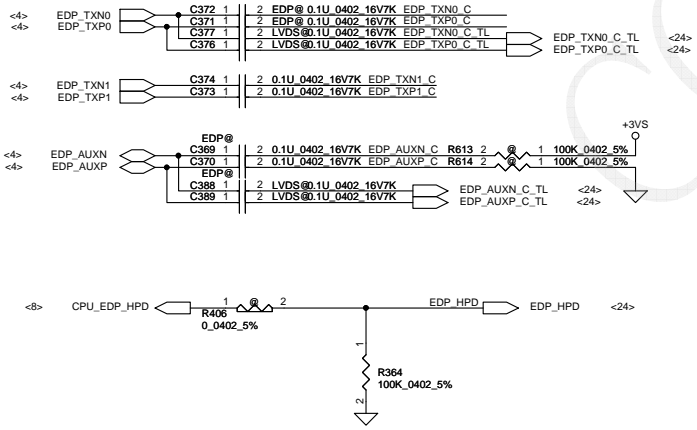 <4> EDP_TXN0 C372 1 2 EDP@ 0.1U_0402_16V7K EDP_TXN0_C
<4> EDP_TXP0 C371 1 2 EDP@ 0.1U_0402_16V7K EDP_TXP0_C
C377 1 2 LVDS@0.1U_0402_16V7K EDP_TXN0_C_TL EDP_TXN0_C_TL <24>
C376 1 2 LVDS@0.1U_0402_16V7K EDP_TXP0_C_TL EDP_TXP0_C_TL <24>
<4> EDP_TXN1 C374 1 2 0.1U_0402_16V7K EDP_TXN1_C
<4> EDP_TXP1 C373 1 2 0.1U_0402_16V7K EDP_TXP1_C
+3VS
EDP@
<4> EDP_AUXN C369 1 2 0.1U_0402_16V7K EDP_AUXN_C R613 2 @ 1 100K_0402_5%
<4> EDP_AUXP C370 1 2 0.1U_0402_16V7K EDP_AUXP_C R614 2 @ 1 100K_0402_5%
EDP@
C388 1 2 LVDS@0.1U_0402_16V7K EDP_AUXN_C_TL <24>
C389 1 2 LVDS@0.1U_0402_16V7K EDP_AUXP_C_TL <24>
<8> CPU_EDP_HPD 1 @ 2 EDP_HPD EDP_HPD <24>
R406
0_0402_5%
1
R364
100K_0402_5%
2